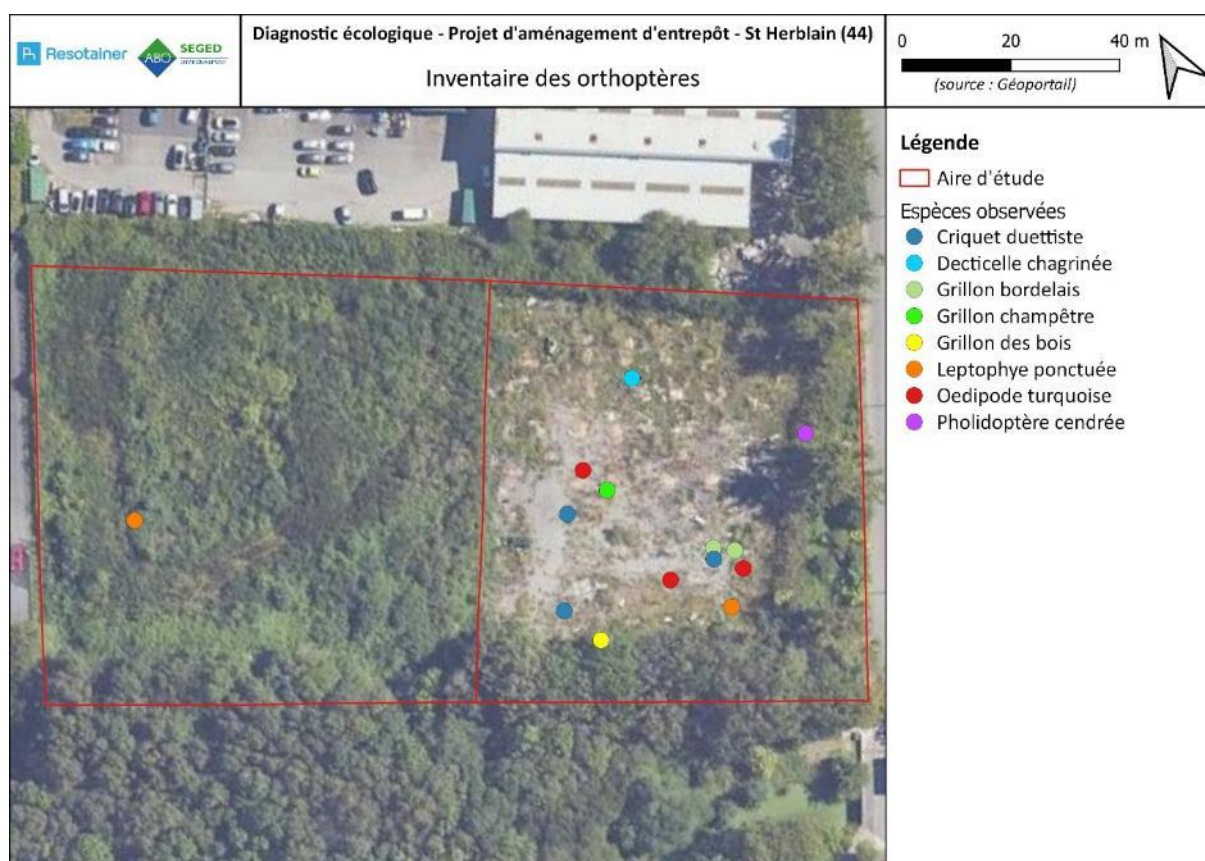 Resotainer
ABO
SEGED
Diagnostic écologique - Projet d'aménagement d'entrepôt - St Herblain (44)
Inventaire des orthoptères
0 20 40 m
(source : Géoportail)
Légende
Aire d'étude
Espèces observées
Criquet duettiste
Decticelle chagrinée
Grillon bordelais
Grillon champêtre
Grillon des bois
Leptophye ponctuée
Oedipode turquoise
Pholidoptère cendrée